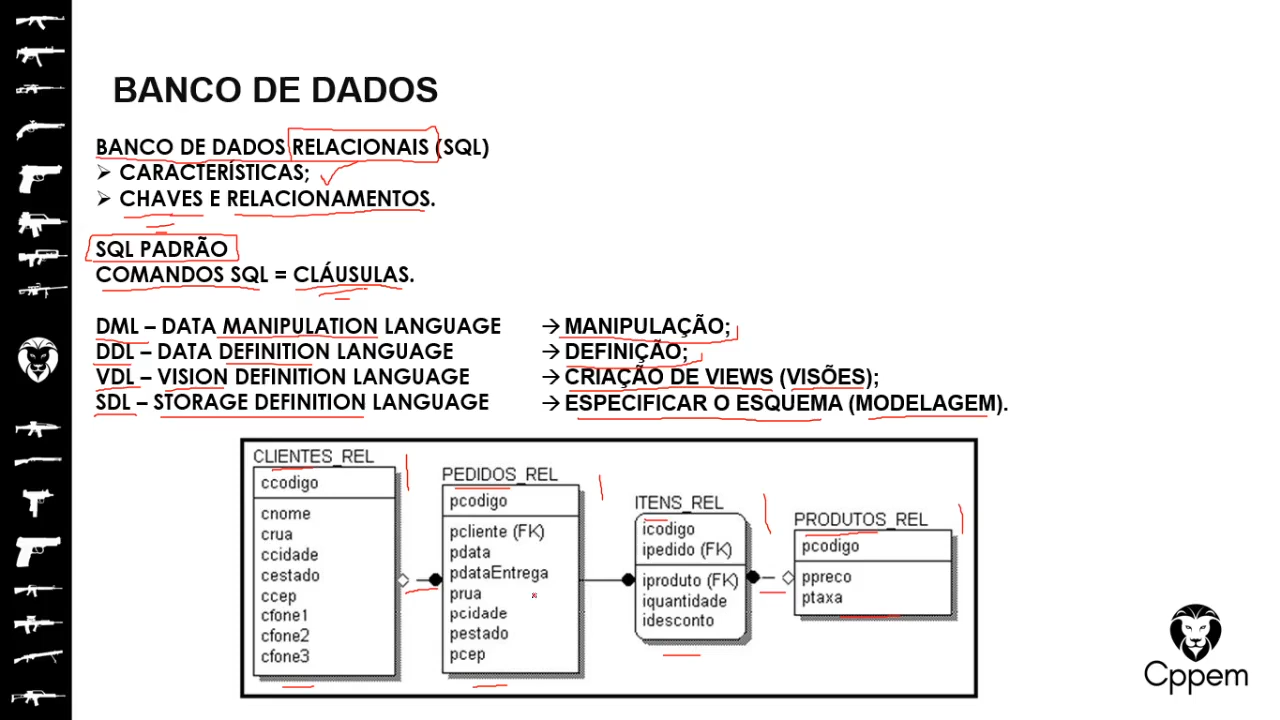 BANCO DE DADOS
BANCO DE DADOS RELACIONAIS (SQL)
➢ CARACTERÍSTICAS;
➢ CHAVES E RELACIONAMENTOS.
SQL PADRÃO
COMANDOS SQL = CLÁUSULAS.
DML – DATA MANIPULATION LANGUAGE → MANIPULAÇÃO;
DDL – DATA DEFINITION LANGUAGE → DEFINIÇÃO;
VDL – VISION DEFINITION LANGUAGE → CRIAÇÃO DE VIEWS (VISÕES);
SDL – STORAGE DEFINITION LANGUAGE → ESPECIFICAR O ESQUEMA (MODELAGEM).
CLIENTES_REL
ccodigo
cnome
crua
ccidade
cestado
ccep
cfone1
cfone2
cfone3
PEDIDOS_REL
pcodigo
pcliente (FK)
pdata
pdataEntrega
prua
pcidade
pestado
pcep
ITENS_REL
icodigo
ipedido (FK)
iproduto (FK)
iquantidade
idesconto
PRODUTOS_REL
pcodigo
ppreco
ptaxa
Cppem